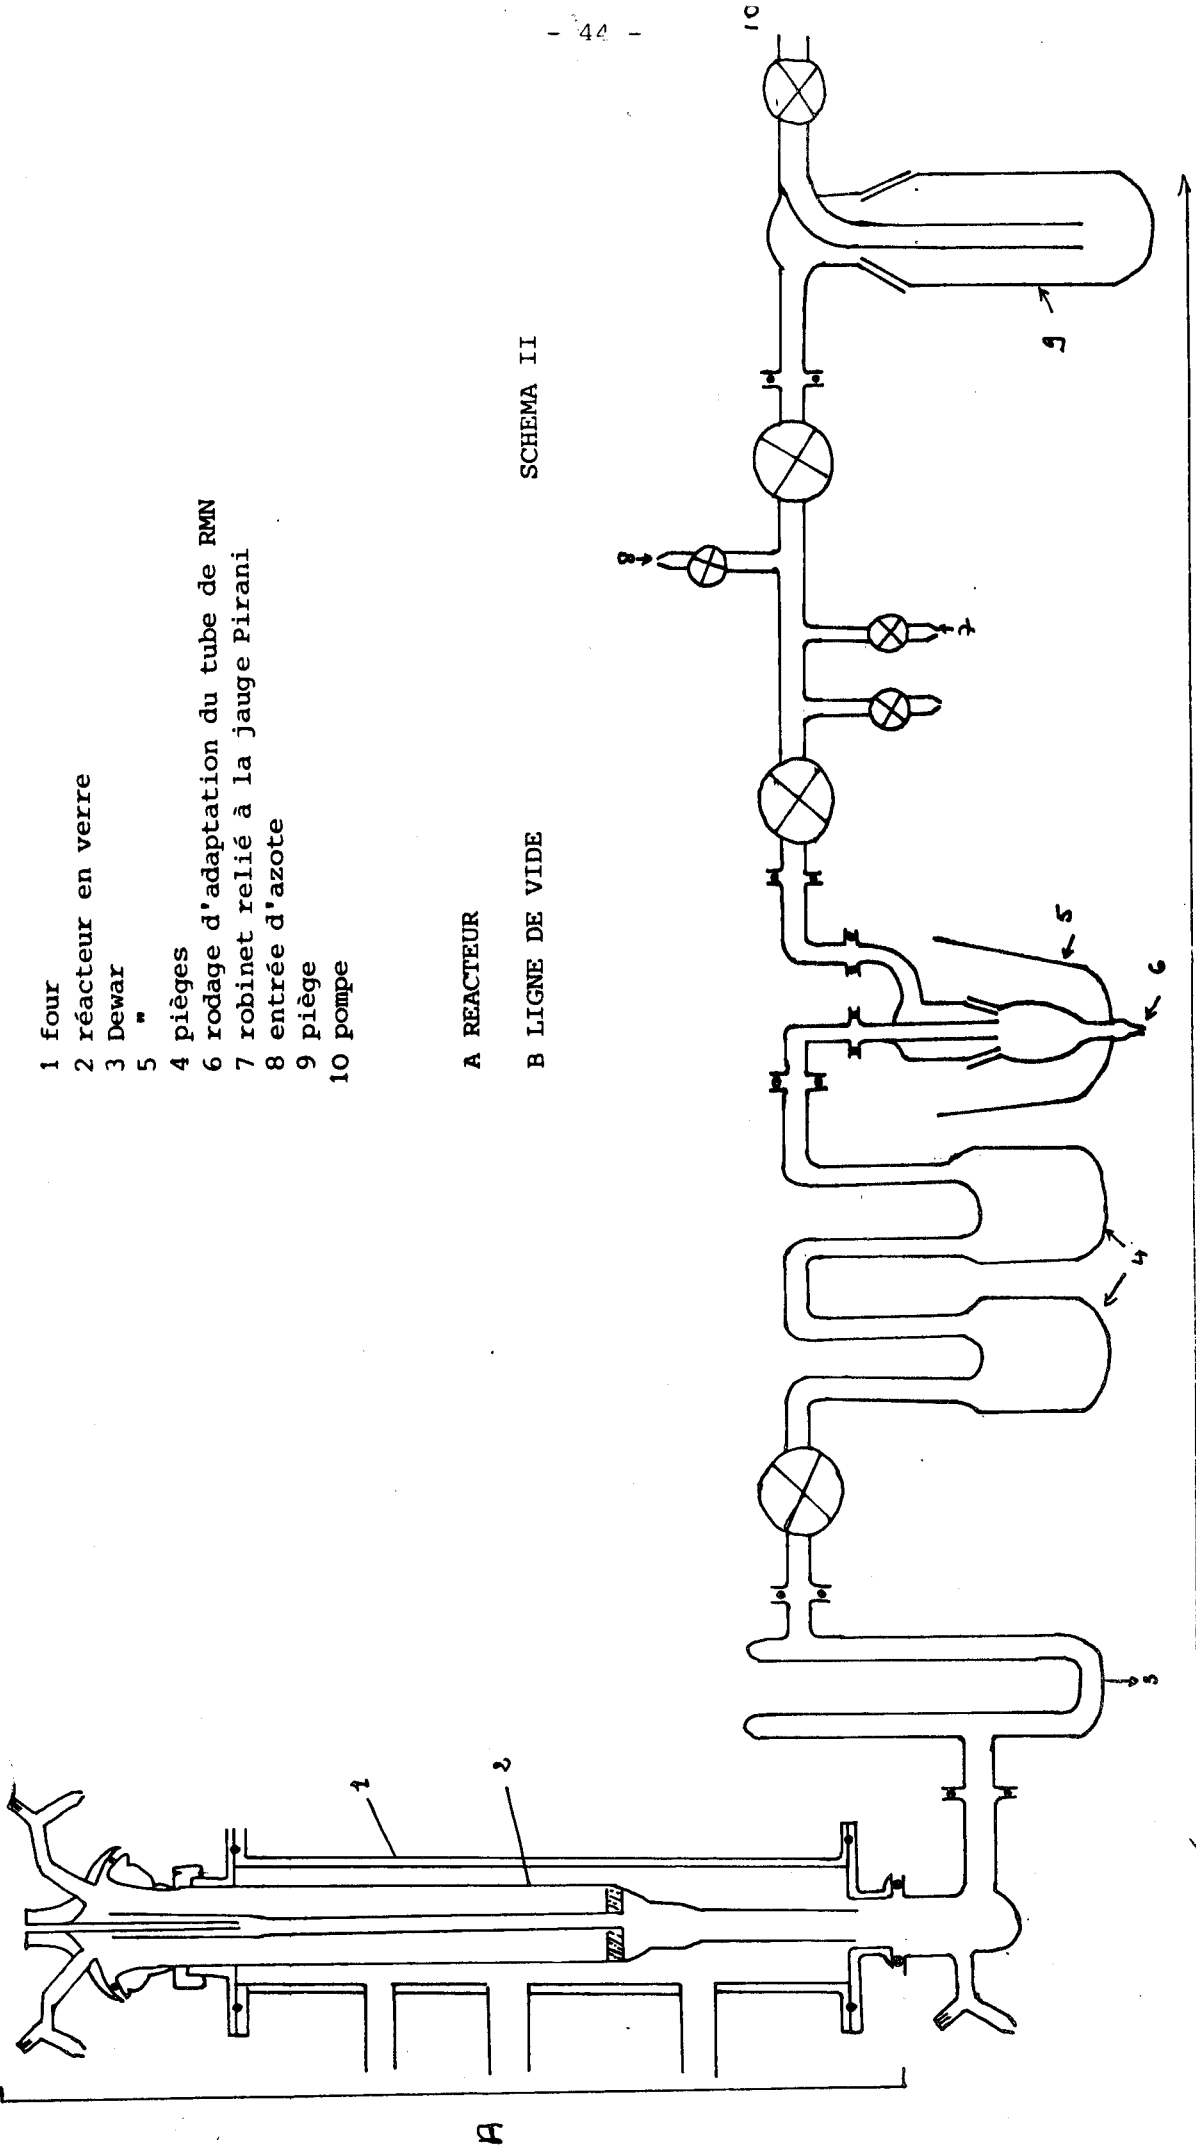 - 44 -
1 four
2 réacteur en verre
3 Dewar
5 "
4 pièges
6 rodage d'adaptation du tube de RMN
7 robinet relié à la jauge Pirani
8 entrée d'azote
9 piège
10 pompe
A REACTEUR
B LIGNE DE VIDE
SCHEMA II
A
1
2
3
4
5
6
7
8
9
10